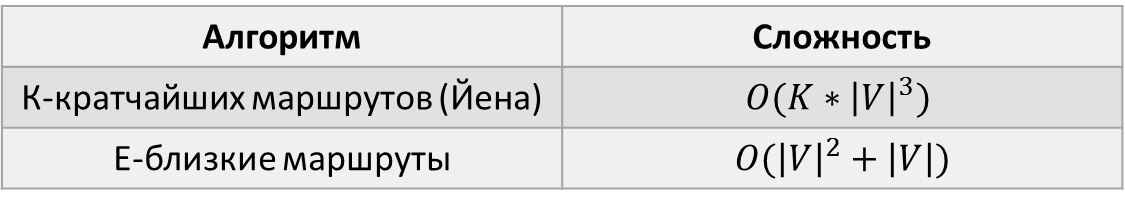 Алгоритм Сложность
К-кратчайших маршрутов (Йена) O(K ∗ |V|³)
Е-близкие маршруты O(|V|² + |V|)